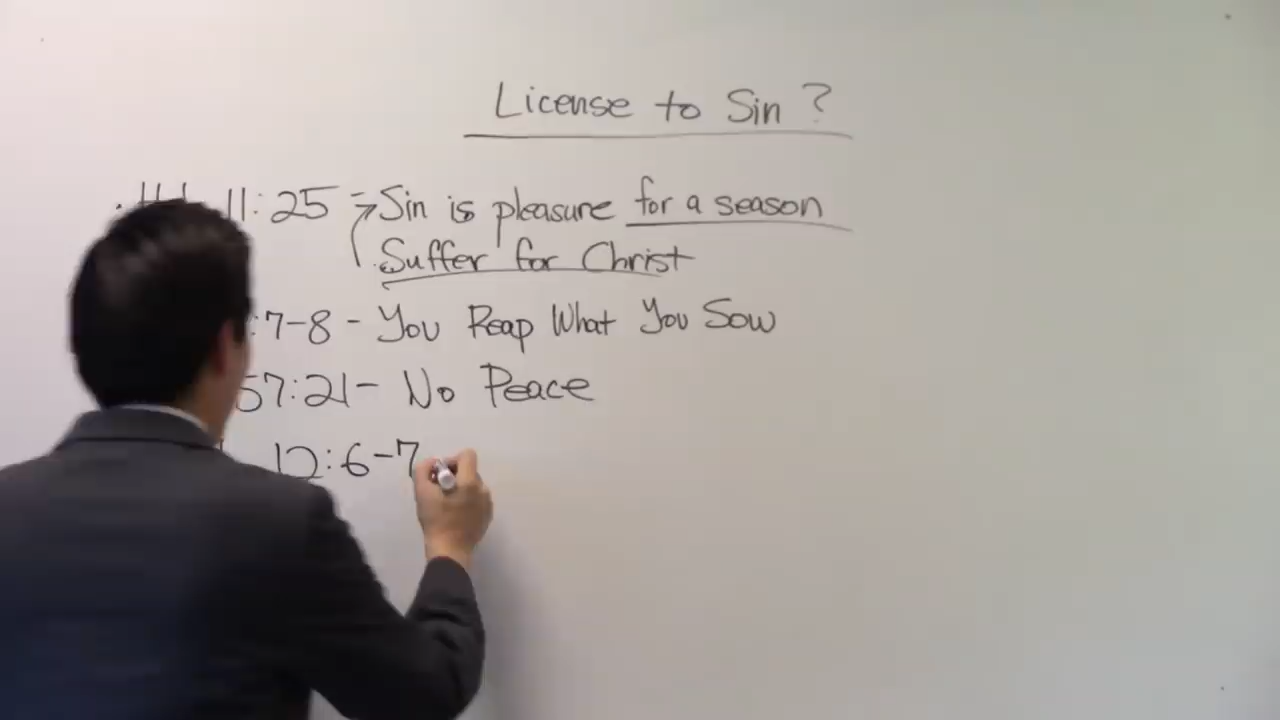 License to Sin ?
11:25 - Sin is pleasure for a season
Suffer for Christ
:7-8 - You Reap What You Sow
57:21 - No Peace
12:6-7